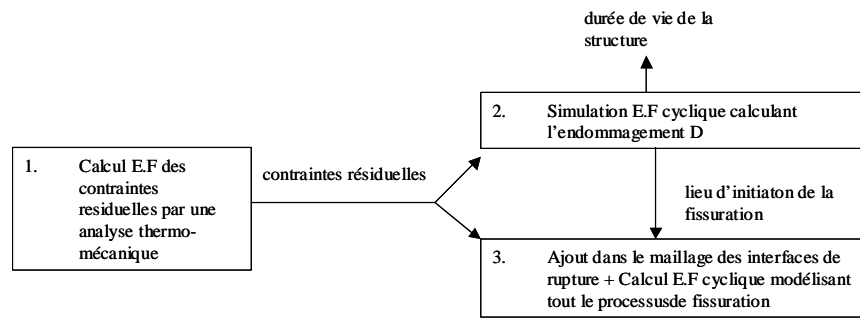 durée de vie de la
structure
2. Simulation E.F cyclique calculant
l'endommagement D
1. Calcul E.F des
contraintes
residuelles par une
analyse thermo-
mécanique
contraintes résiduelles
lieu d'initiaton de la
fissuration
3. Ajout dans le maillage des interfaces de
rupture + Calcul E.F cyclique modélisant
tout le processusde fissuration